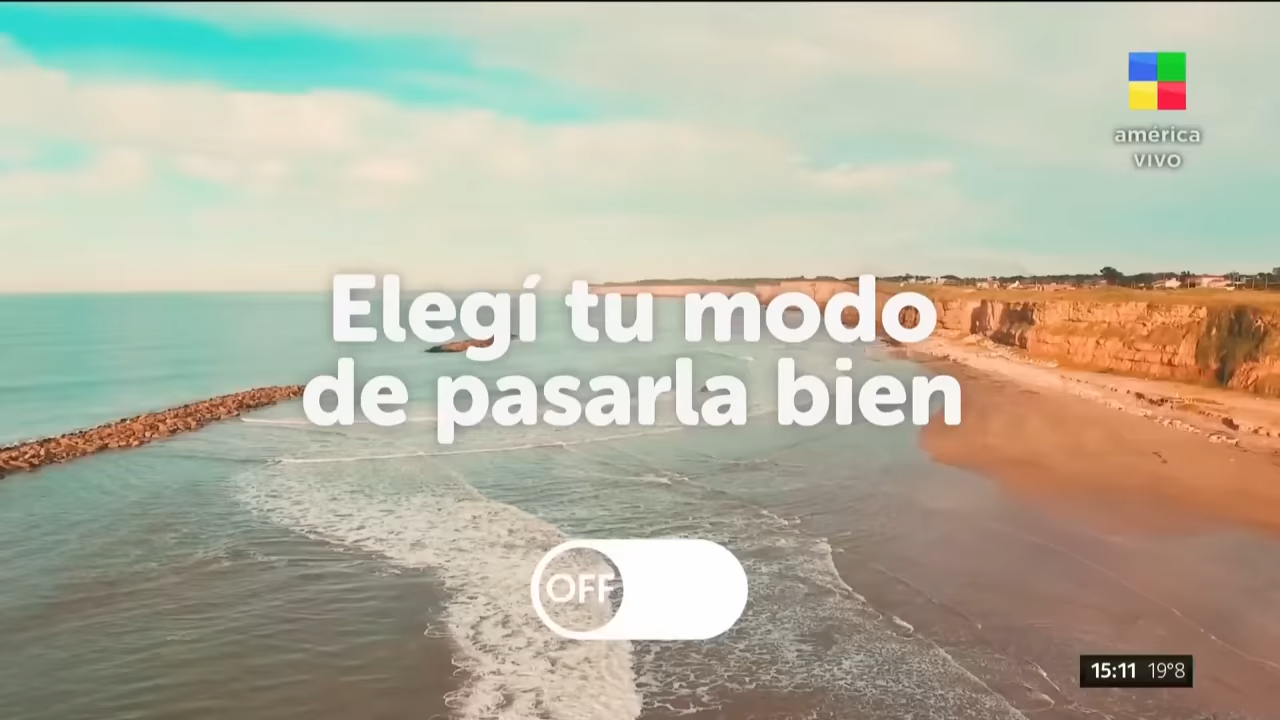 américa
VIVO
Elegí tu modo
de pasarla bien
OFF
15:11 19°8